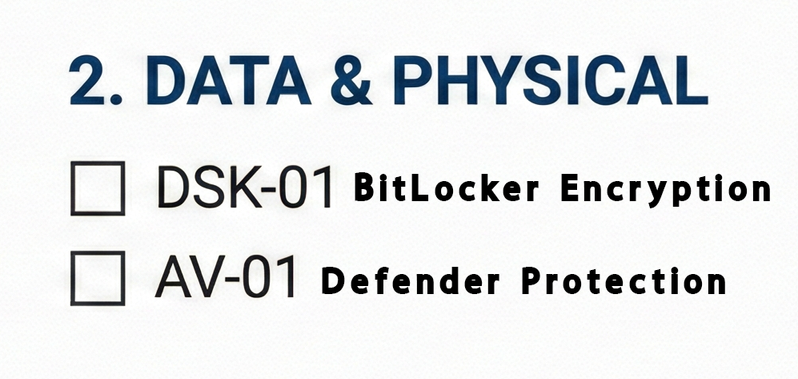 2. DATA & PHYSICAL
DSK-01 BitLocker Encryption
AV-01 Defender Protection